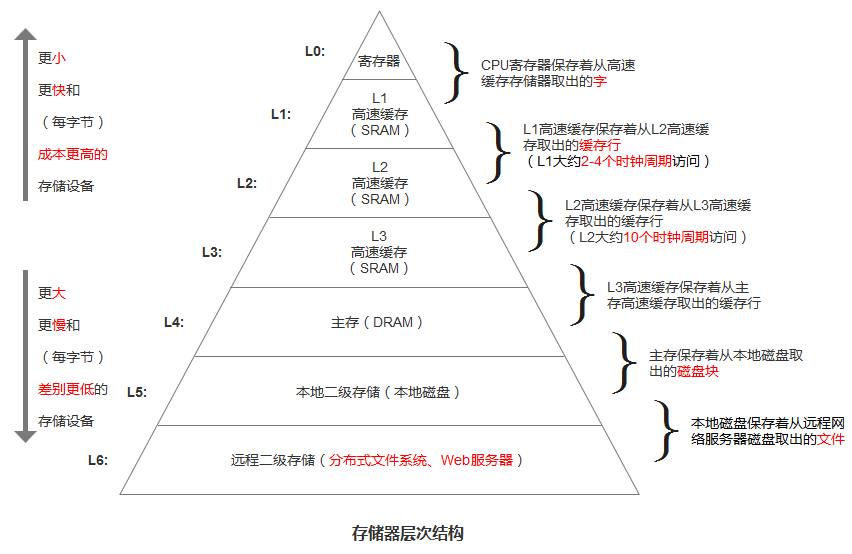 更小
更快和
（每字节）
成本更高的
存储设备
更大
更慢和
（每字节）
差别更低的
存储设备
L0:
寄存器
CPU寄存器保存着从高速
缓存存储器取出的字
L1:
L1
高速缓存
（SRAM）
L1高速缓存保存着从L2高速缓
存取出的缓存行
（L1大约2-4个时钟周期访问）
L2:
L2
高速缓存
（SRAM）
L2高速缓存保存着从L3高速缓
存取出的缓存行
（L2大约10个时钟周期访问）
L3:
L3
高速缓存
（SRAM）
L3高速缓存保存着从主
存高速缓存取出的缓存行
L4:
主存（DRAM）
主存保存着从本地磁盘取
出的磁盘块
L5:
本地二级存储（本地磁盘）
本地磁盘保存着从远程网
络服务器磁盘取出的文件
L6:
远程二级存储（分布式文件系统、Web服务器）
存储器层次结构